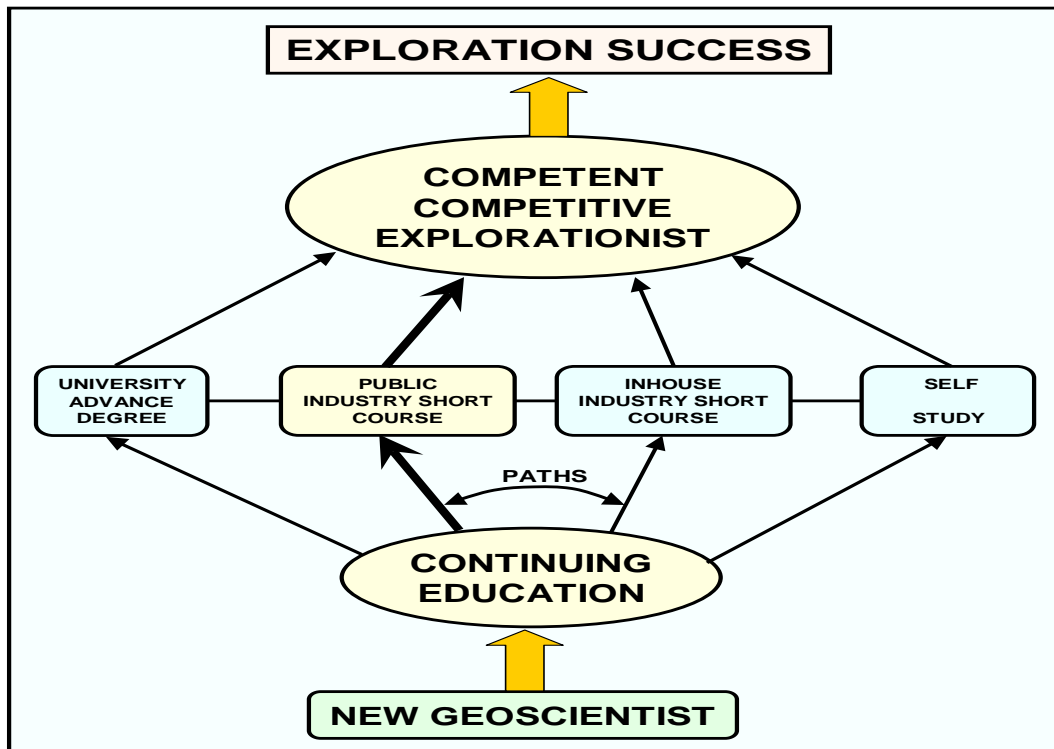 EXPLORATION SUCCESS
COMPETENT
COMPETITIVE
EXPLORATIONIST
UNIVERSITY
ADVANCE
DEGREE
PUBLIC
INDUSTRY SHORT
COURSE
INHOUSE
INDUSTRY SHORT
COURSE
SELF
STUDY
PATHS
CONTINUING
EDUCATION
NEW GEOSCIENTIST